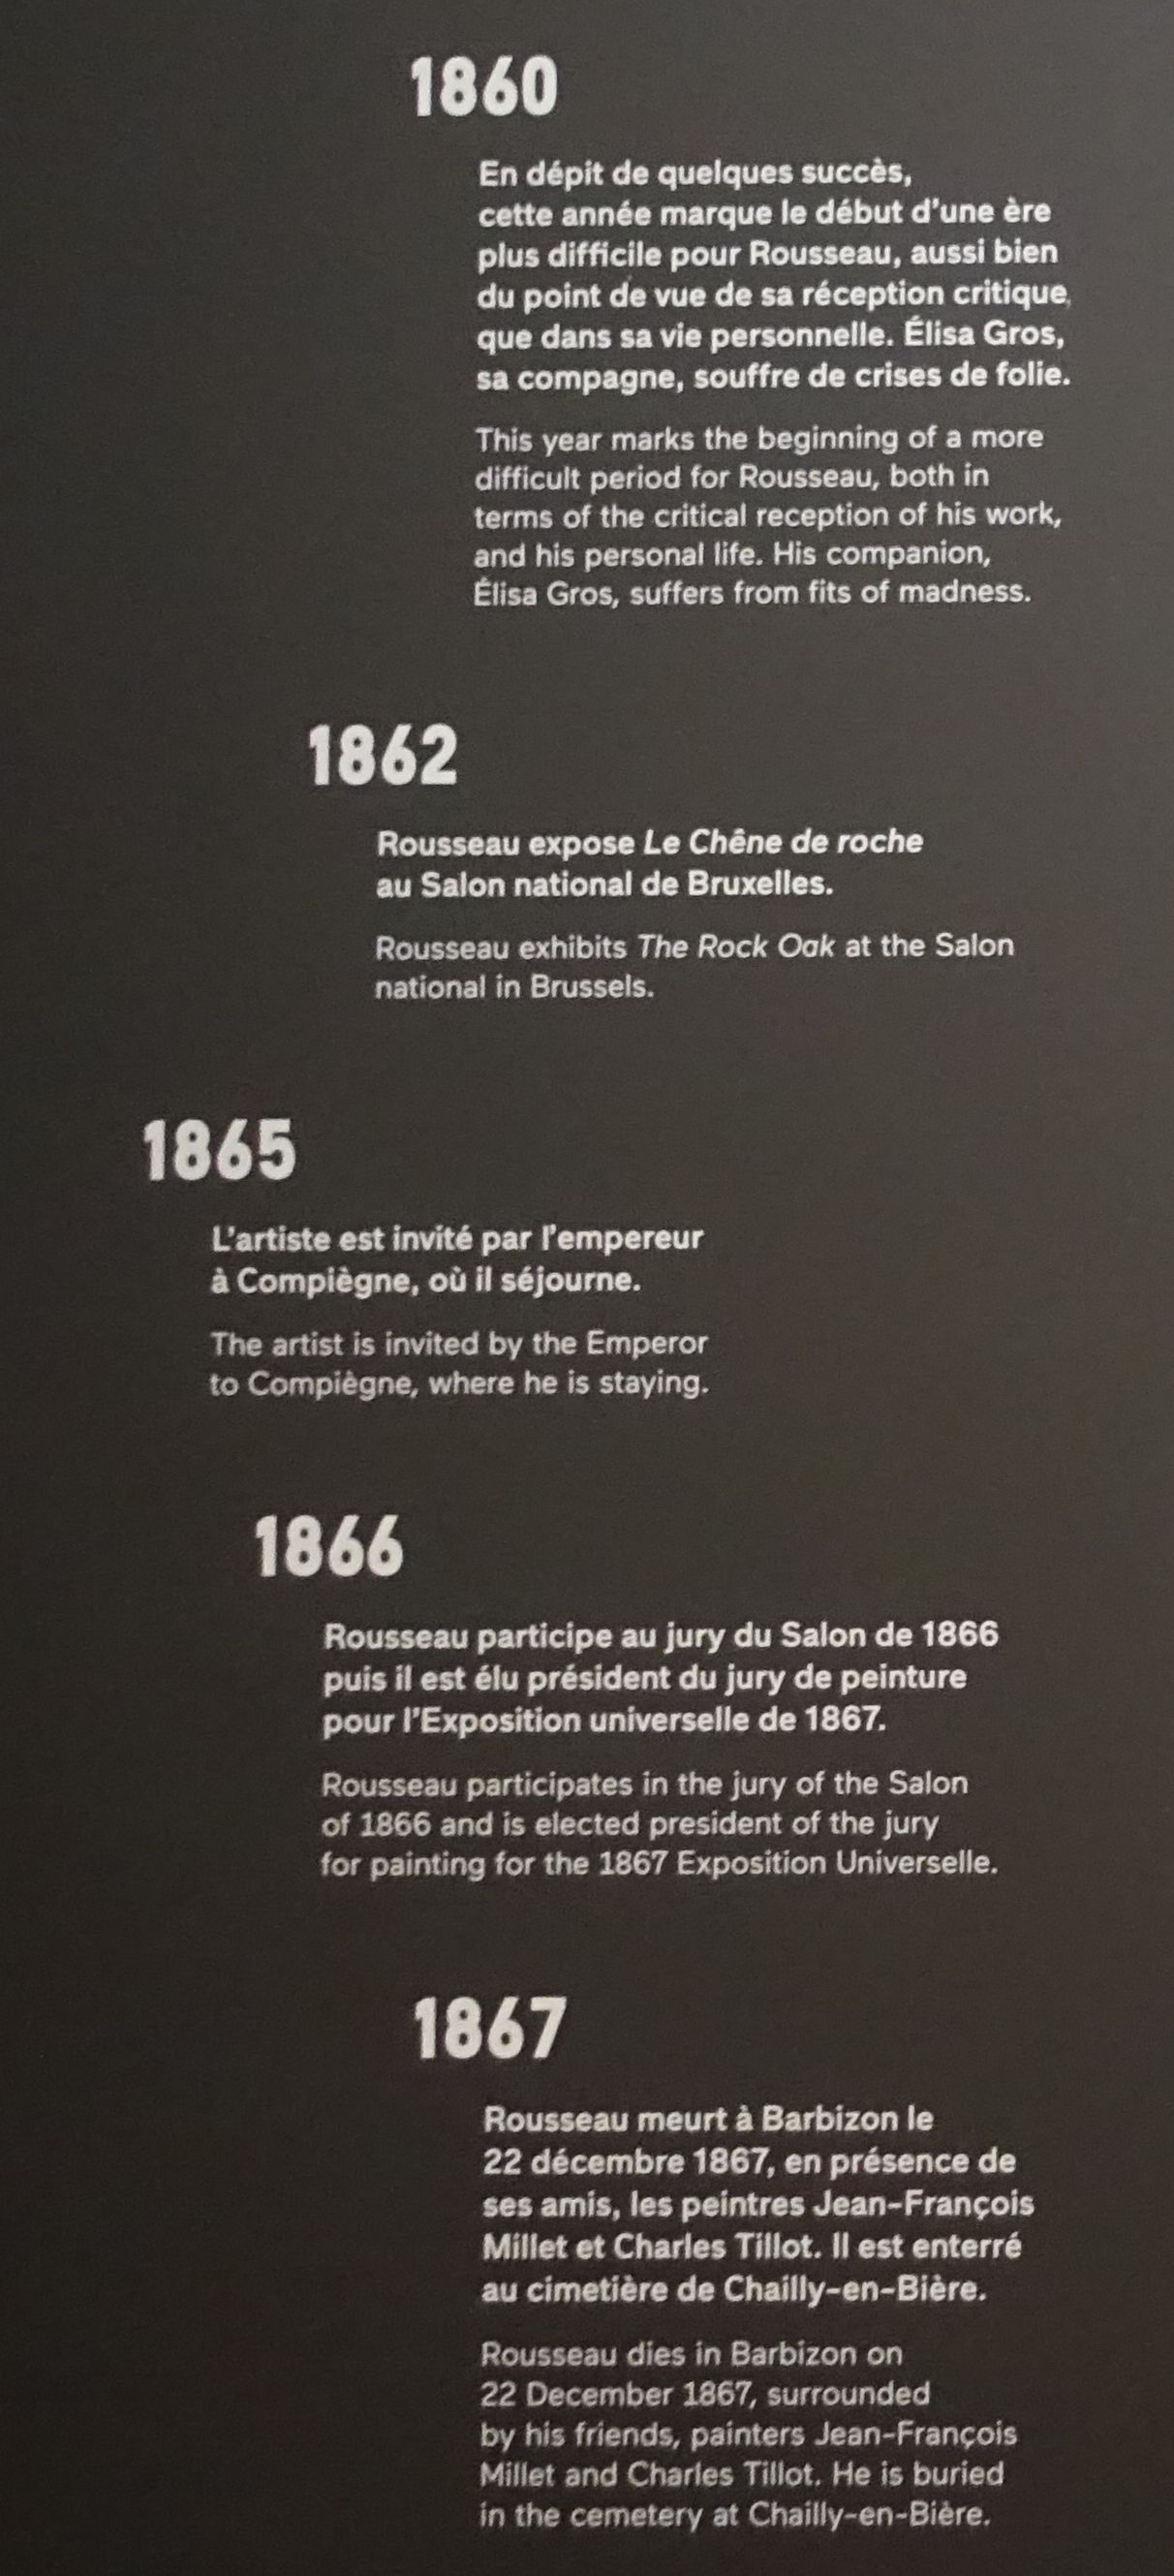 1860
En dépit de quelques succès,
cette année marque le début d'une ère
plus difficile pour Rousseau, aussi bien
du point de vue de sa réception critique,
que dans sa vie personnelle. Élisa Gros,
sa compagne, souffre de crises de folie.
This year marks the beginning of a more
difficult period for Rousseau, both in
terms of the critical reception of his work,
and his personal life. His companion,
Élisa Gros, suffers from fits of madness.
1862
Rousseau expose Le Chêne de roche
au Salon national de Bruxelles.
Rousseau exhibits The Rock Oak at the Salon
national in Brussels.
1865
L'artiste est invité par l'empereur
à Compiègne, où il séjourne.
The artist is invited by the Emperor
to Compiègne, where he is staying.
1866
Rousseau participe au jury du Salon de 1866
puis il est élu président du jury de peinture
pour l'Exposition universelle de 1867.
Rousseau participates in the jury of the Salon
of 1866 and is elected president of the jury
for painting for the 1867 Exposition Universelle.
1867
Rousseau meurt à Barbizon le
22 décembre 1867, en présence de
ses amis, les peintres Jean-François
Millet et Charles Tillot. Il est enterré
au cimetière de Chailly-en-Bière.
Rousseau dies in Barbizon on
22 December 1867, surrounded
by his friends, painters Jean-François
Millet and Charles Tillot. He is buried
in the cemetery at Chailly-en-Bière.